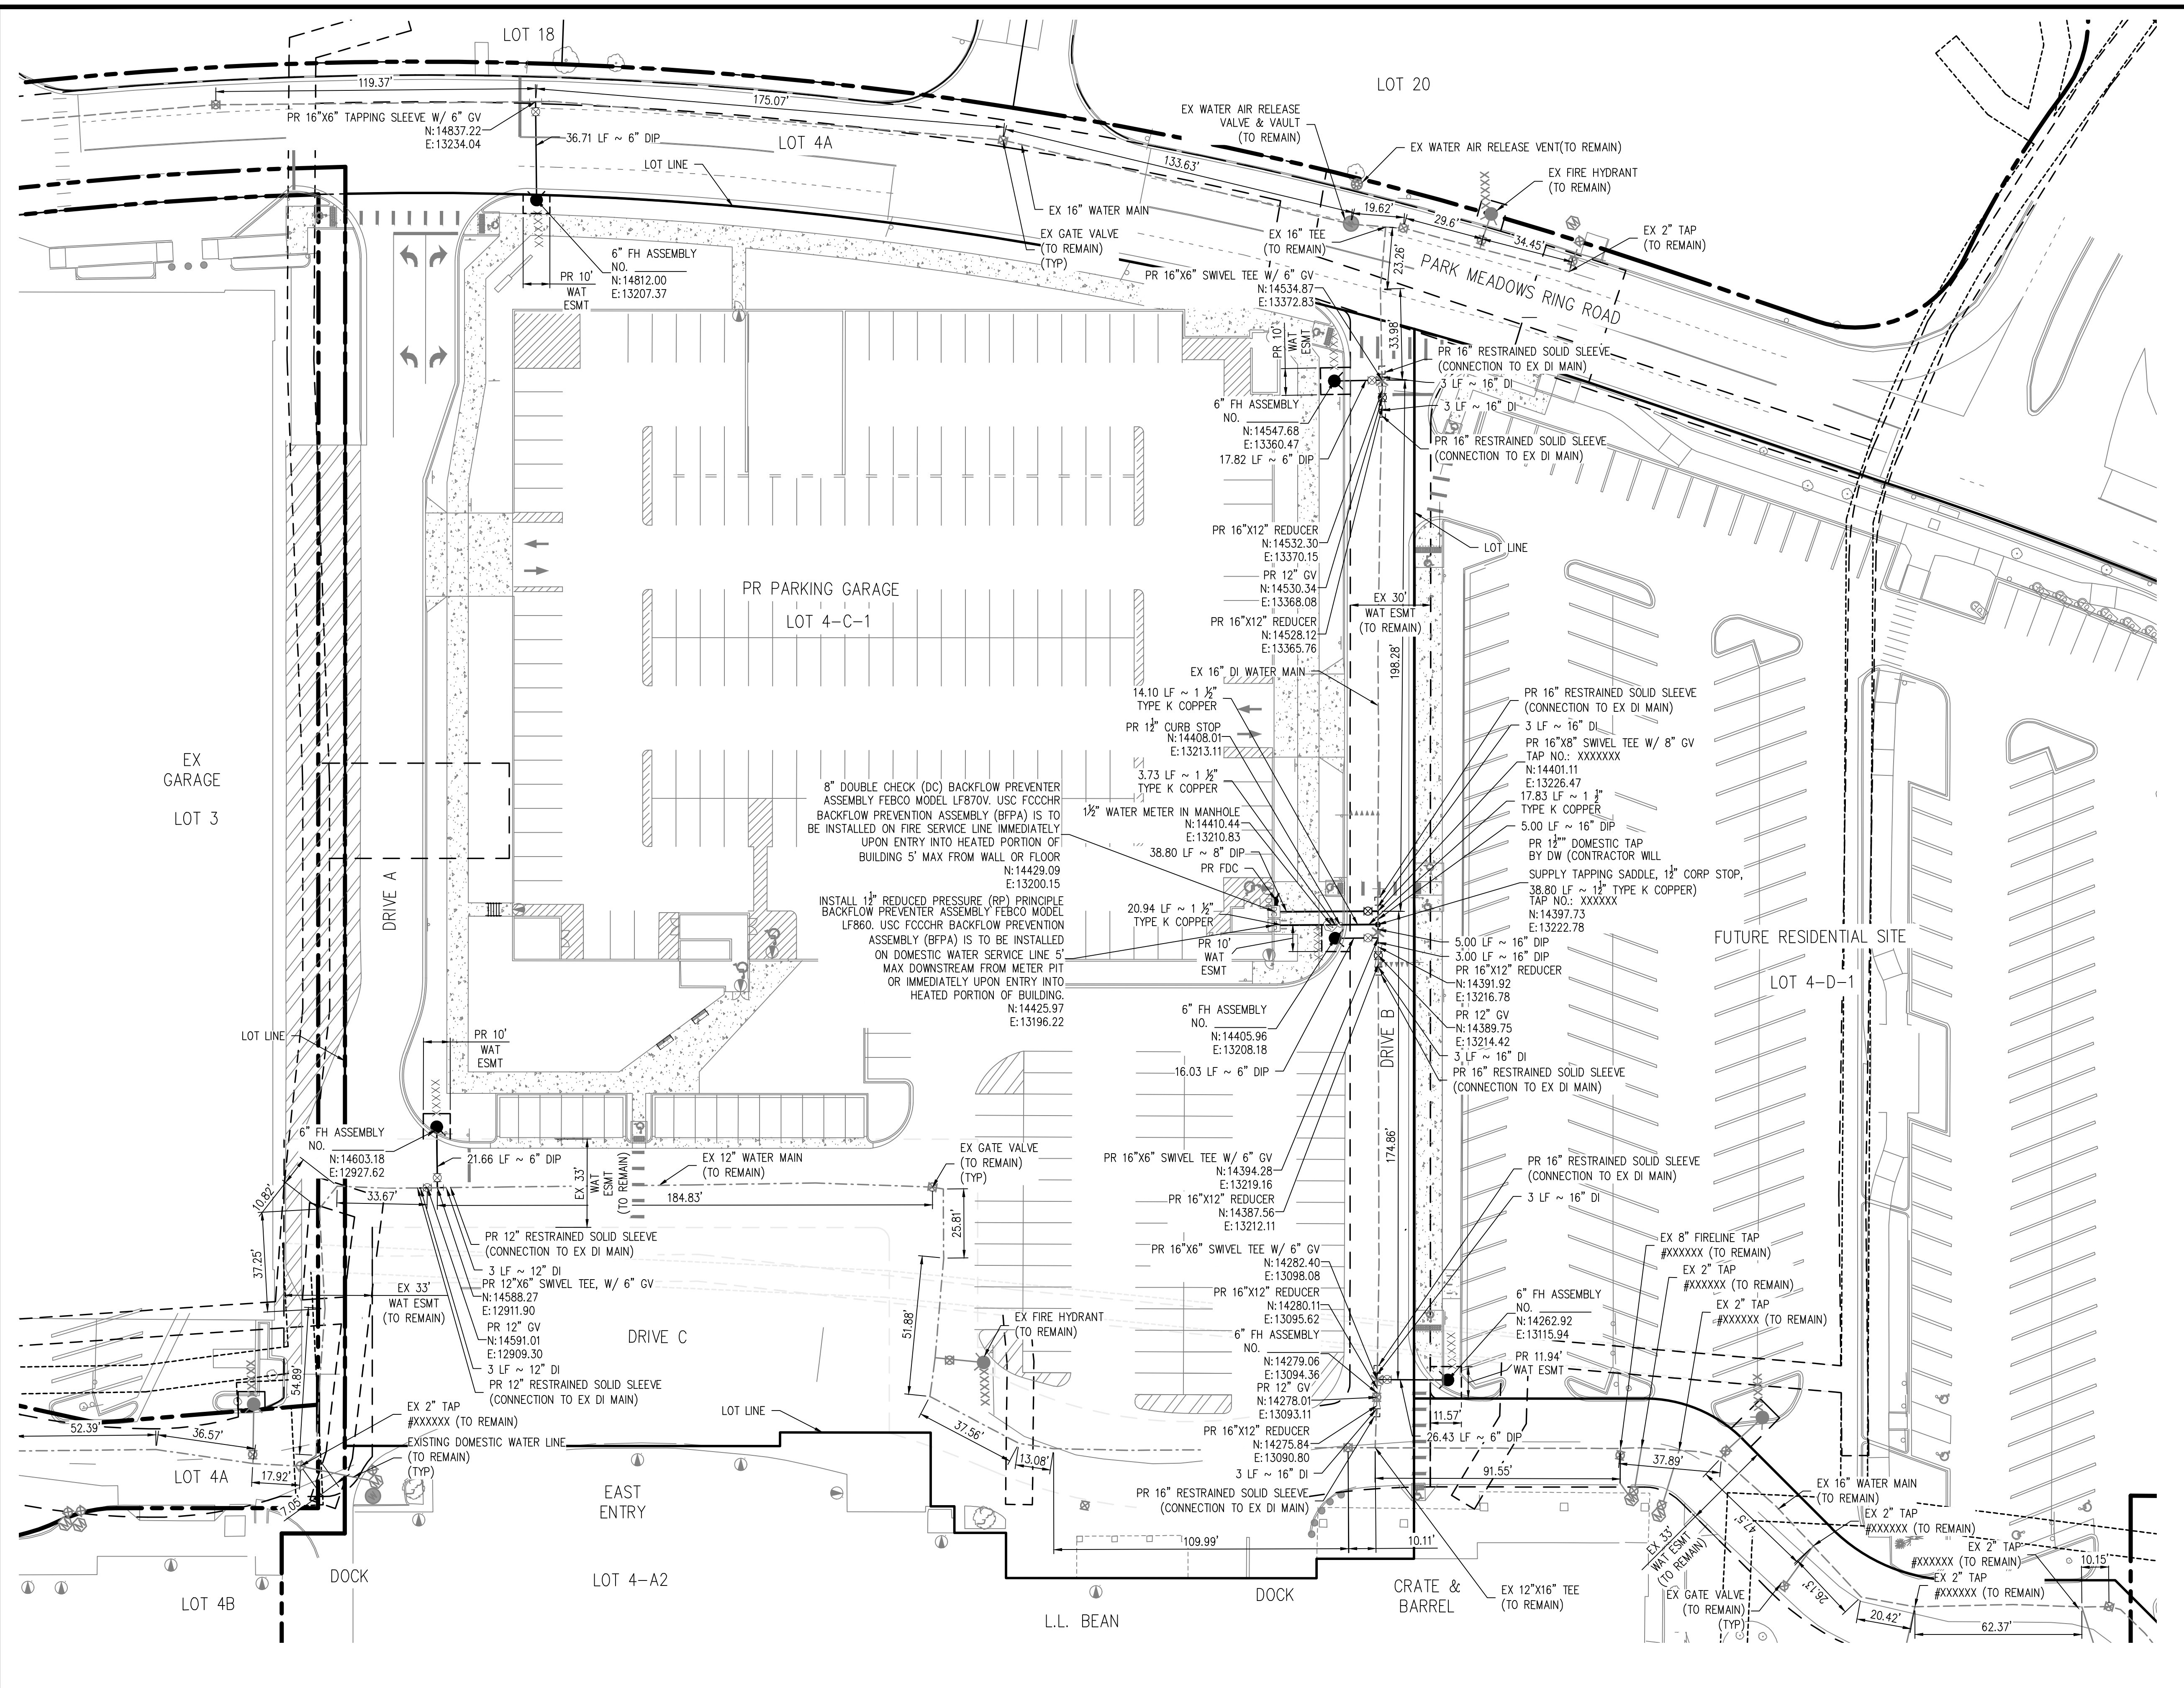 LOT 18
LOT 20
119.37'
175.07'
PR 16"X6" TAPPING SLEEVE W/ 6" GV
N:14837.22
E:13234.04
36.71 LF ~ 6" DIP
LOT LINE
LOT 4A
133.63'
EX WATER AIR RELEASE
VALVE & VAULT
(TO REMAIN)
EX WATER AIR RELEASE VENT(TO REMAIN)
EX FIRE HYDRANT
(TO REMAIN)
19.62'
29.6'
34.45'
EX 2" TAP
(TO REMAIN)
EX 16" WATER MAIN
EX GATE VALVE
(TO REMAIN)
(TYP)
EX 16" TEE
(TO REMAIN)
23.26'
PARK MEADOWS RING ROAD
6" FH ASSEMBLY
NO.
N:14812.00
E:13207.37
PR 10'
WAT
ESMT
PR 16"X6" SWIVEL TEE W/ 6" GV
N:14534.87
E:13372.83
33.98'
PR 10'
WAT
ESMT
PR 16" RESTRAINED SOLID SLEEVE
(CONNECTION TO EX DI MAIN)
3 LF ~ 16" DI
3 LF ~ 16" DI
PR 16" RESTRAINED SOLID SLEEVE
(CONNECTION TO EX DI MAIN)
6" FH ASSEMBLY
NO.
N:14547.68
E:13360.47
17.82 LF ~ 6" DIP
PR 16"X12" REDUCER
N:14532.30
E:13370.15
PR 12" GV
N:14530.34
E:13368.08
PR 16"X12" REDUCER
N:14528.12
E:13365.76
LOT LINE
EX 30'
WAT ESMT
(TO REMAIN)
198.28'
PR PARKING GARAGE
LOT 4-C-1
EX 16" DI WATER MAIN
14.10 LF ~ 1 ½"
TYPE K COPPER
PR 1½" CURB STOP
N:14408.01
E:13213.11
3.73 LF ~ 1 ½"
TYPE K COPPER
1½" WATER METER IN MANHOLE
N:14410.44
E:13210.83
38.80 LF ~ 8" DIP
PR FDC
20.94 LF ~ 1 ½"
TYPE K COPPER
PR 10'
WAT
ESMT
8" DOUBLE CHECK (DC) BACKFLOW PREVENTER
ASSEMBLY FEBCO MODEL LF870V. USC FCCCHR
BACKFLOW PREVENTION ASSEMBLY (BFPA) IS TO
BE INSTALLED ON FIRE SERVICE LINE IMMEDIATELY
UPON ENTRY INTO HEATED PORTION OF
BUILDING 5' MAX FROM WALL OR FLOOR
N:14429.09
E:13200.15
INSTALL 1½" REDUCED PRESSURE (RP) PRINCIPLE
BACKFLOW PREVENTER ASSEMBLY FEBCO MODEL
LF860. USC FCCCHR BACKFLOW PREVENTION
ASSEMBLY (BFPA) IS TO BE INSTALLED
ON DOMESTIC WATER SERVICE LINE 5'
MAX DOWNSTREAM FROM METER PIT
OR IMMEDIATELY UPON ENTRY INTO
HEATED PORTION OF BUILDING.
N:14425.97
E:13196.22
PR 16" RESTRAINED SOLID SLEEVE
(CONNECTION TO EX DI MAIN)
3 LF ~ 16" DI
PR 16"X8" SWIVEL TEE W/ 8" GV
TAP NO.: XXXXXXX
N:14401.11
E:13226.47
17.83 LF ~ 1 ½"
TYPE K COPPER
5.00 LF ~ 16" DIP
PR 1½"" DOMESTIC TAP
BY DW (CONTRACTOR WILL
SUPPLY TAPPING SADDLE, 1½" CORP STOP,
38.80 LF ~ 1½" TYPE K COPPER)
TAP NO.: XXXXXX
N:14397.73
E:13222.78
5.00 LF ~ 16" DIP
3.00 LF ~ 16" DIP
PR 16"X12" REDUCER
N:14391.92
E:13216.78
PR 12" GV
N:14389.75
E:13214.42
3 LF ~ 16" DI
PR 16" RESTRAINED SOLID SLEEVE
(CONNECTION TO EX DI MAIN)
FUTURE RESIDENTIAL SITE
LOT 4-D-1
EX
GARAGE
LOT 3
DRIVE A
LOT LINE
PR 10'
WAT
ESMT
6" FH ASSEMBLY
NO.
N:14405.96
E:13208.18
16.03 LF ~ 6" DIP
DRIVE B
174.86'
6" FH ASSEMBLY
NO.
N:14603.18
E:12927.62
21.66 LF ~ 6" DIP
EX 33'
WAT
ESMT
(TO REMAIN)
EX 12" WATER MAIN
(TO REMAIN)
184.83'
EX GATE VALVE
(TO REMAIN)
(TYP)
25.81'
10.82'
33.67'
37.25'
PR 12" RESTRAINED SOLID SLEEVE
(CONNECTION TO EX DI MAIN)
3 LF ~ 12" DI
PR 12"X6" SWIVEL TEE, W/ 6" GV
N:14588.27
E:12911.90
PR 12" GV
N:14591.01
E:12909.30
3 LF ~ 12" DI
PR 12" RESTRAINED SOLID SLEEVE
(CONNECTION TO EX DI MAIN)
EX 33'
WAT ESMT
(TO REMAIN)
DRIVE C
51.88'
EX FIRE HYDRANT
(TO REMAIN)
PR 16"X6" SWIVEL TEE W/ 6" GV
N:14394.28
E:13219.16
PR 16"X12" REDUCER
N:14387.56
E:13212.11
PR 16"X6" SWIVEL TEE W/ 6" GV
N:14282.40
E:13098.08
PR 16"X12" REDUCER
N:14280.11
E:13095.62
6" FH ASSEMBLY
NO.
N:14279.06
E:13094.36
PR 12" GV
N:14278.01
E:13093.11
PR 16"X12" REDUCER
N:14275.84
E:13090.80
3 LF ~ 16" DI
PR 16" RESTRAINED SOLID SLEEVE
(CONNECTION TO EX DI MAIN)
PR 16" RESTRAINED SOLID SLEEVE
(CONNECTION TO EX DI MAIN)
3 LF ~ 16" DI
EX 8" FIRELINE TAP
#XXXXXX (TO REMAIN)
EX 2" TAP
#XXXXXX (TO REMAIN)
EX 2" TAP
#XXXXXX (TO REMAIN)
6" FH ASSEMBLY
NO.
N:14262.92
E:13115.94
PR 11.94'
WAT ESMT
11.57'
26.43 LF ~ 6" DIP
91.55'
37.89'
54.89'
52.39'
36.57'
17.92'
7.05'
LOT 4A
EX 2" TAP
#XXXXXX (TO REMAIN)
EXISTING DOMESTIC WATER LINE
(TO REMAIN)
(TYP)
LOT LINE
37.56'
13.08'
EAST
ENTRY
109.99'
10.11'
EX 16" WATER MAIN
(TO REMAIN)
EX 2" TAP
#XXXXXX (TO REMAIN)
EX 2" TAP
#XXXXXX (TO REMAIN)
EX 2" TAP
#XXXXXX (TO REMAIN)
10.15'
47.5'
EX 33'
WAT ESMT
(TO REMAIN)
26.13'
EX GATE VALVE
(TO REMAIN)
(TYP)
20.42'
62.37'
LOT 4B
DOCK
LOT 4-A2
L.L. BEAN
DOCK
CRATE &
BARREL
EX 12"X16" TEE
(TO REMAIN)